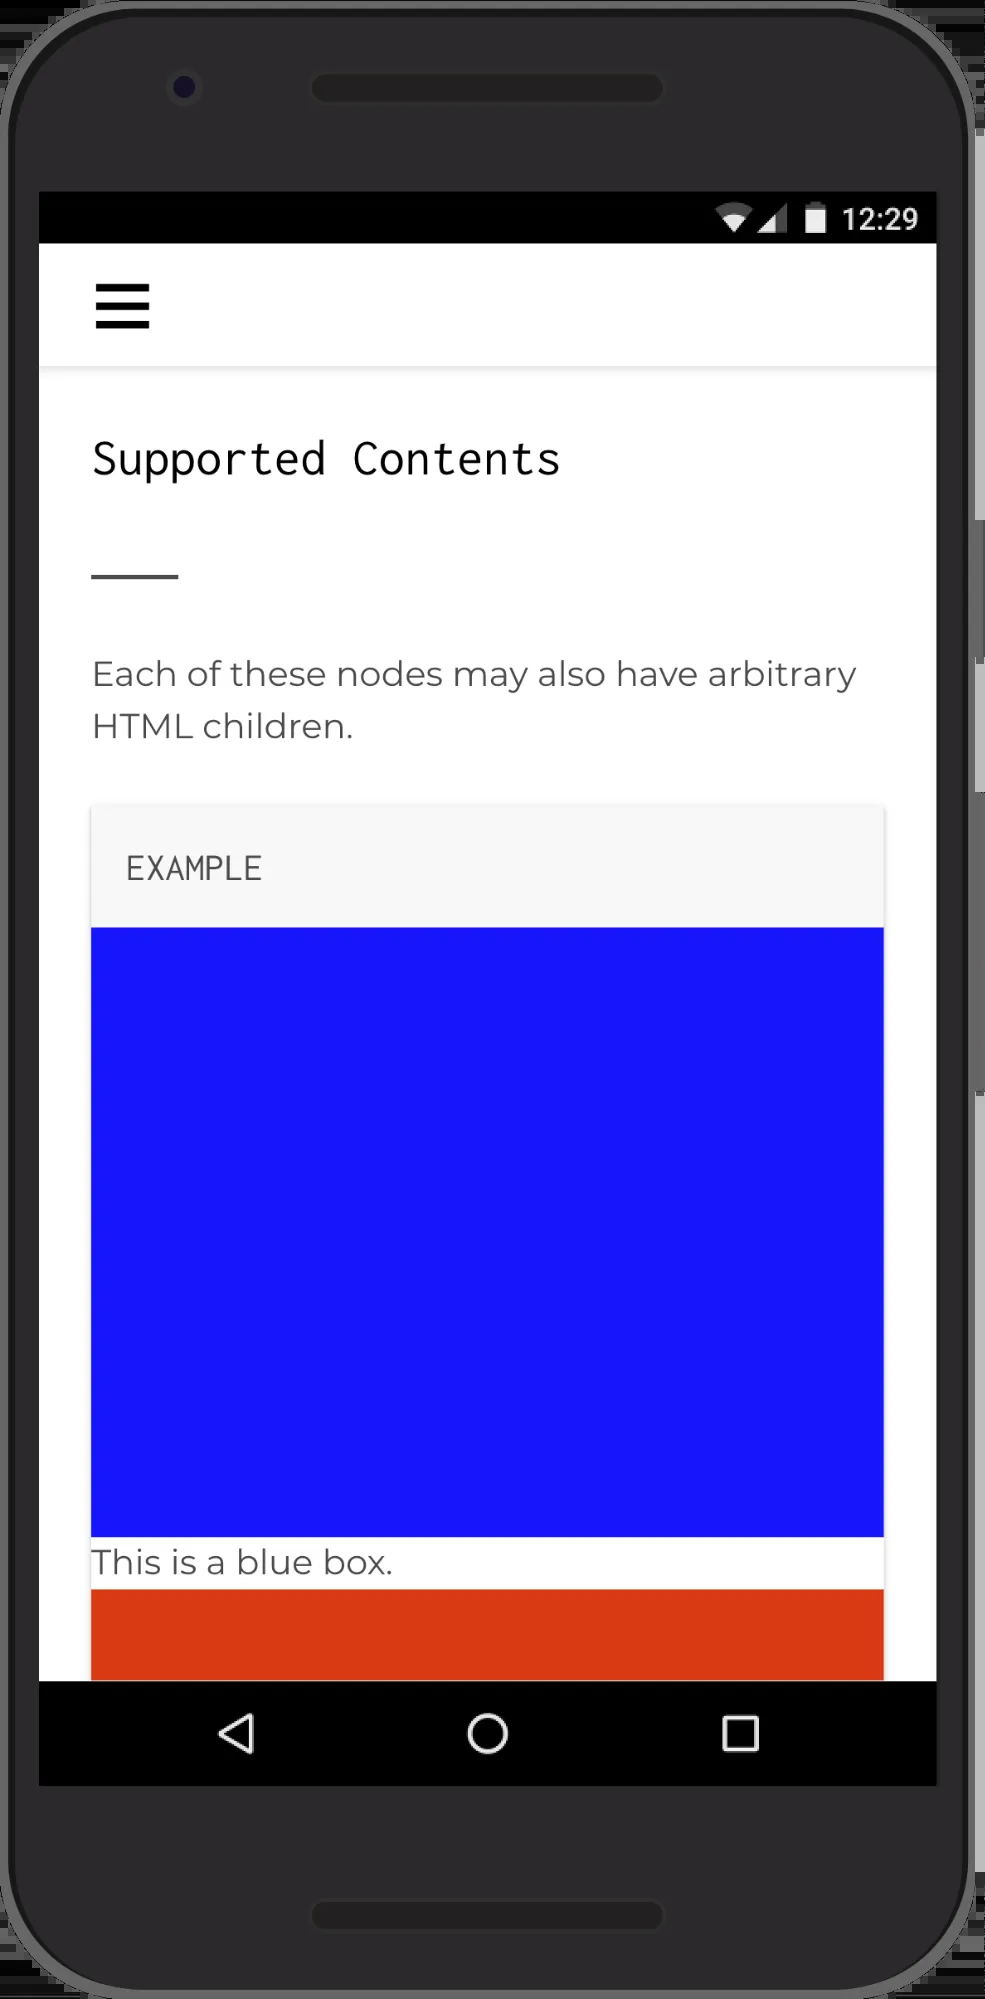 12:29
Supported Contents
Each of these nodes may also have arbitrary
HTML children.
EXAMPLE
This is a blue box.